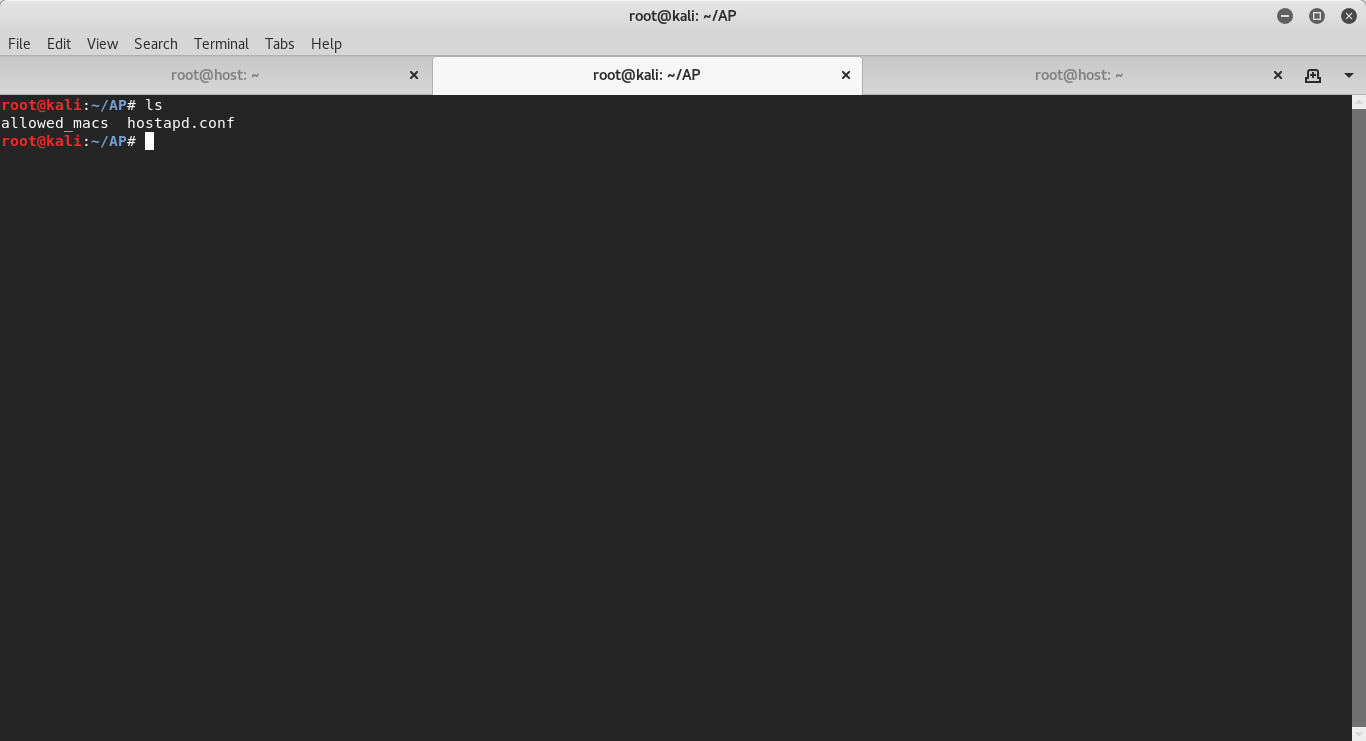 root@kali: ~/AP
File Edit View Search Terminal Tabs Help
root@host: ~ root@kali: ~/AP root@host: ~
root@kali:~/AP# ls
allowed_macs  hostapd.conf
root@kali:~/AP#